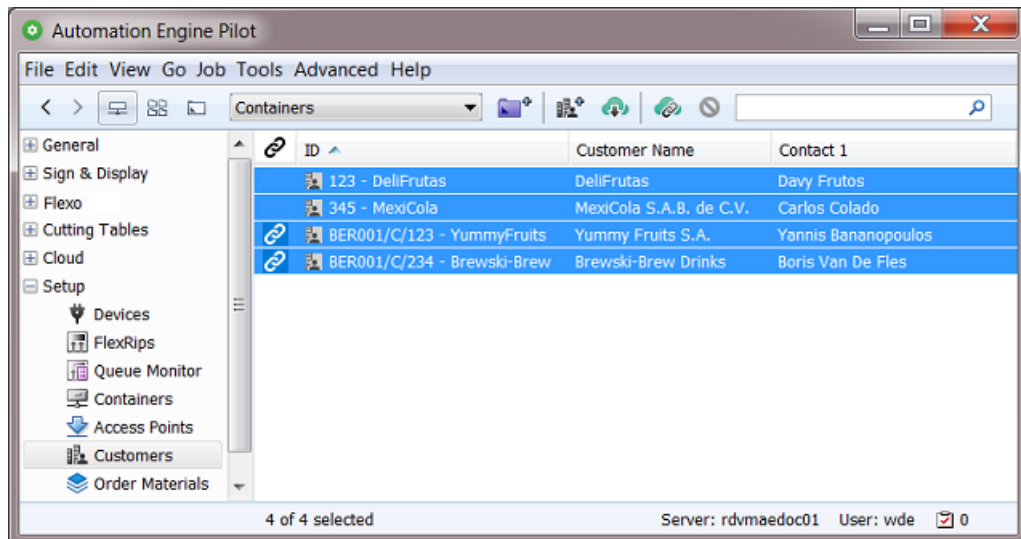 Automation Engine Pilot
File Edit View Go Job Tools Advanced Help
Containers
General
Sign & Display
Flexo
Cutting Tables
Cloud
Setup
Devices
FlexRips
Queue Monitor
Containers
Access Points
Customers
Order Materials
ID Customer Name Contact 1
123 - DeliFrutas DeliFrutas Davy Frutos
345 - MexiCola MexiCola S.A.B. de C.V. Carlos Colado
BER001/C/123 - YummyFruits Yummy Fruits S.A. Yannis Bananopoulos
BER001/C/234 - Brewski-Brew Brewski-Brew Drinks Boris Van De Fles
4 of 4 selected Server: rdvmaedoc01 User: wde 0